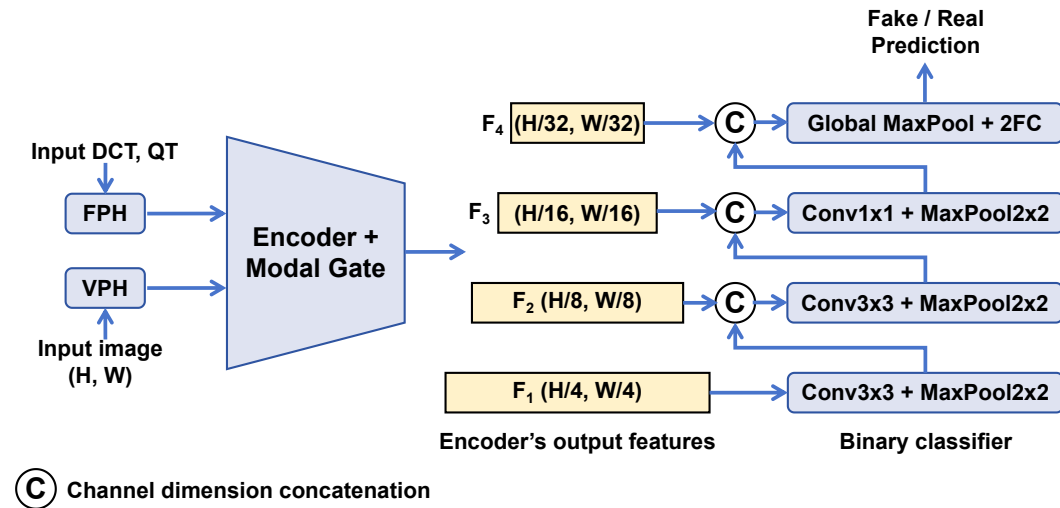 Fake / Real
Prediction
F4 (H/32, W/32)
C
Global MaxPool + 2FC
Input DCT, QT
FPH
F3 (H/16, W/16)
C
Conv1x1 + MaxPool2x2
Encoder +
Modal Gate
VPH
F2 (H/8, W/8)
C
Conv3x3 + MaxPool2x2
Input image
(H, W)
F1 (H/4, W/4)
Conv3x3 + MaxPool2x2
Encoder's output features
Binary classifier
C Channel dimension concatenation